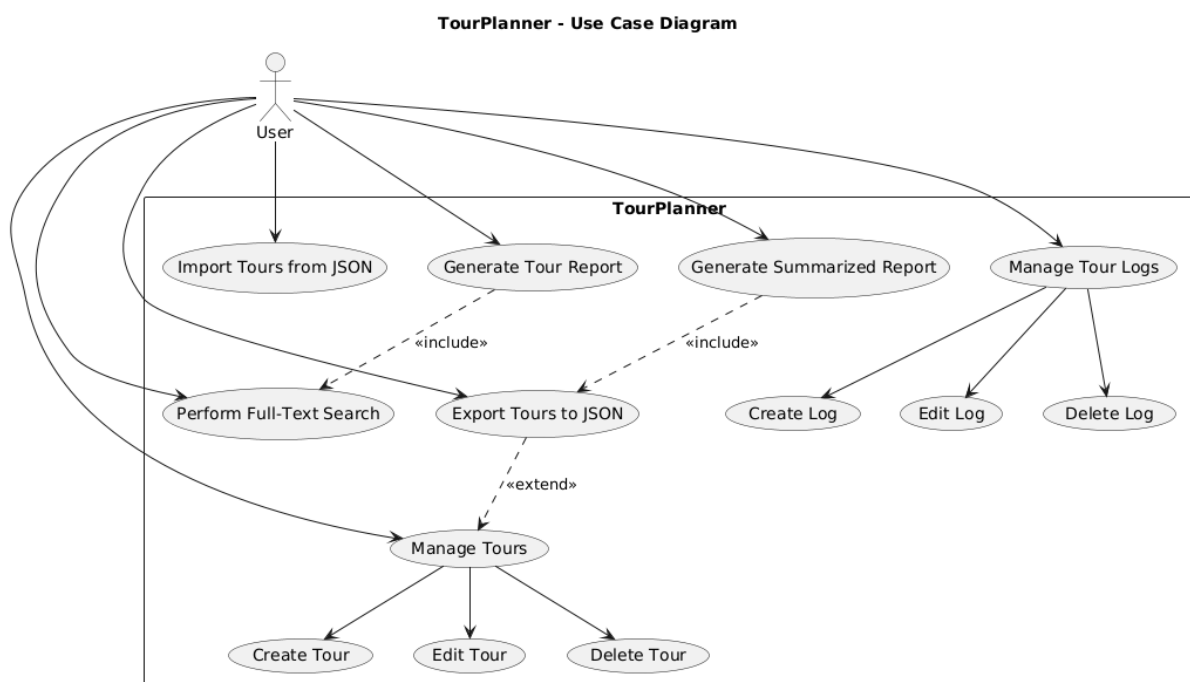 TourPlanner - Use Case Diagram
User
TourPlanner
Import Tours from JSON
Generate Tour Report
Generate Summarized Report
Manage Tour Logs
«include»
«include»
Perform Full-Text Search
Export Tours to JSON
Create Log
Edit Log
Delete Log
«extend»
Manage Tours
Create Tour
Edit Tour
Delete Tour